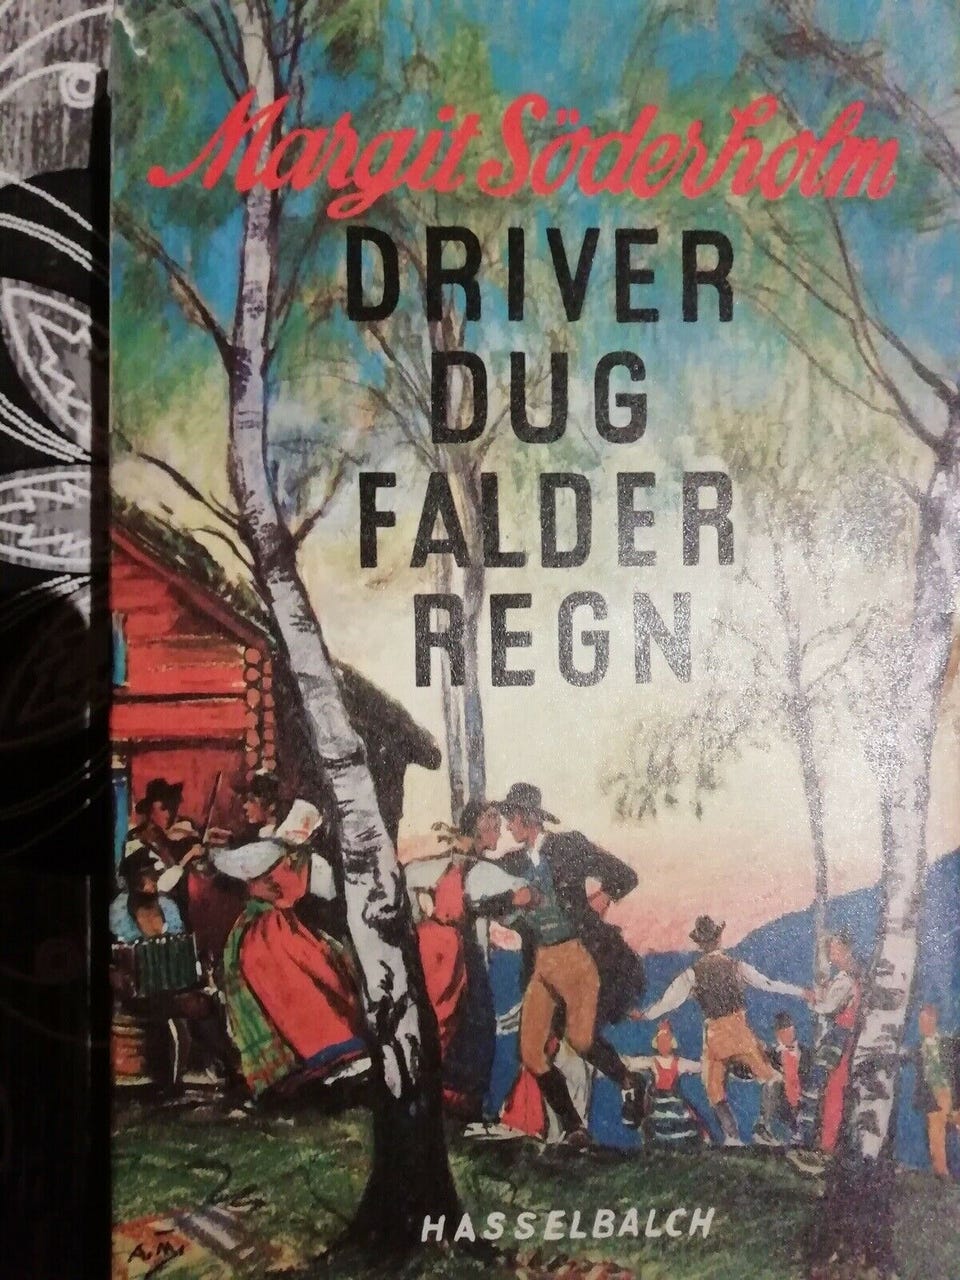 Margit Söderholm
DRIVER
DUG
FALDER
REGN
HASSELBALCH
A.M.